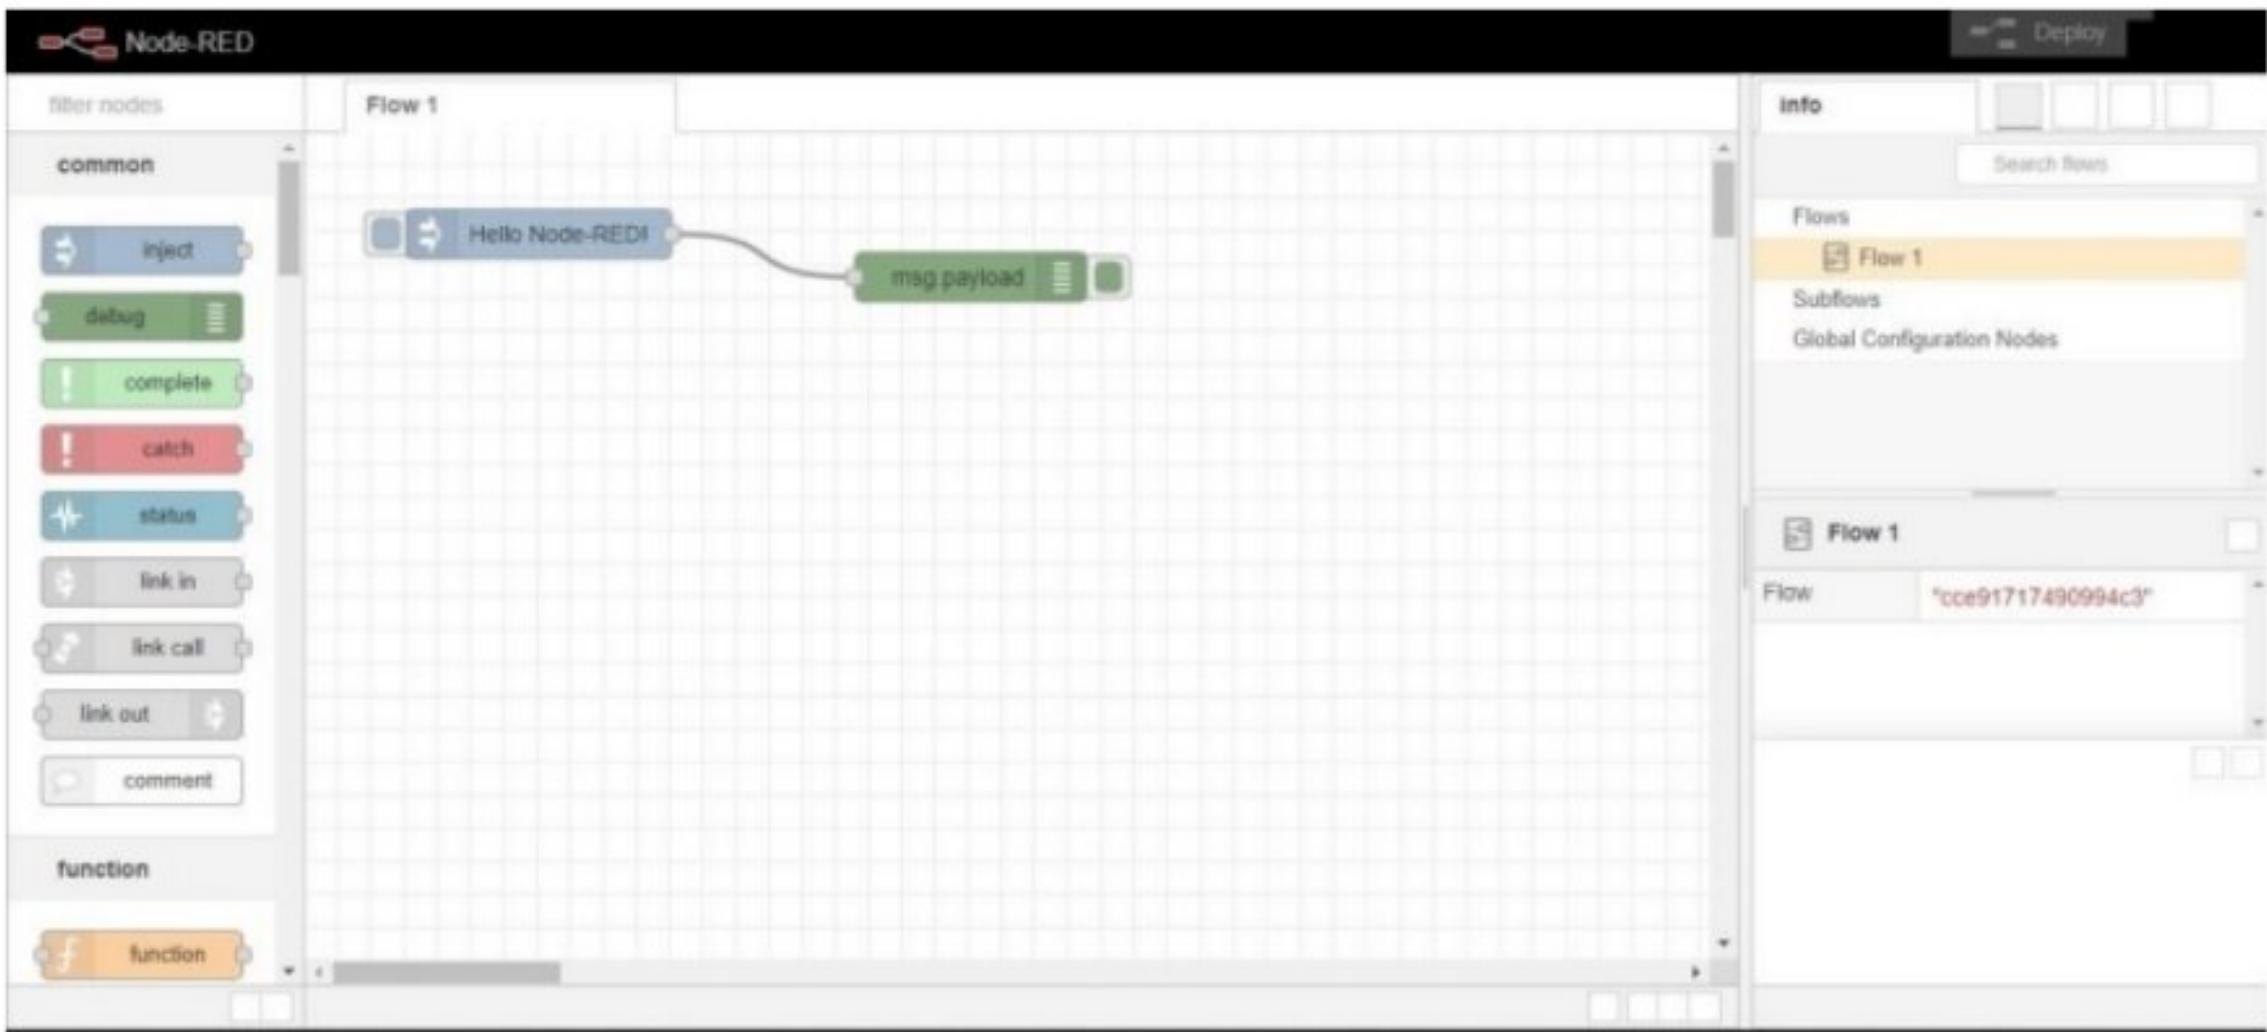 Node-RED
Deploy
filter nodes
Flow 1
info
common
Search flows
inject
Hello Node-RED!
Flows
Flow 1
debug
msg.payload
Subflows
Global Configuration Nodes
complete
catch
status
Flow 1
link in
Flow
"cce91717490994c3"
link call
link out
comment
function
function